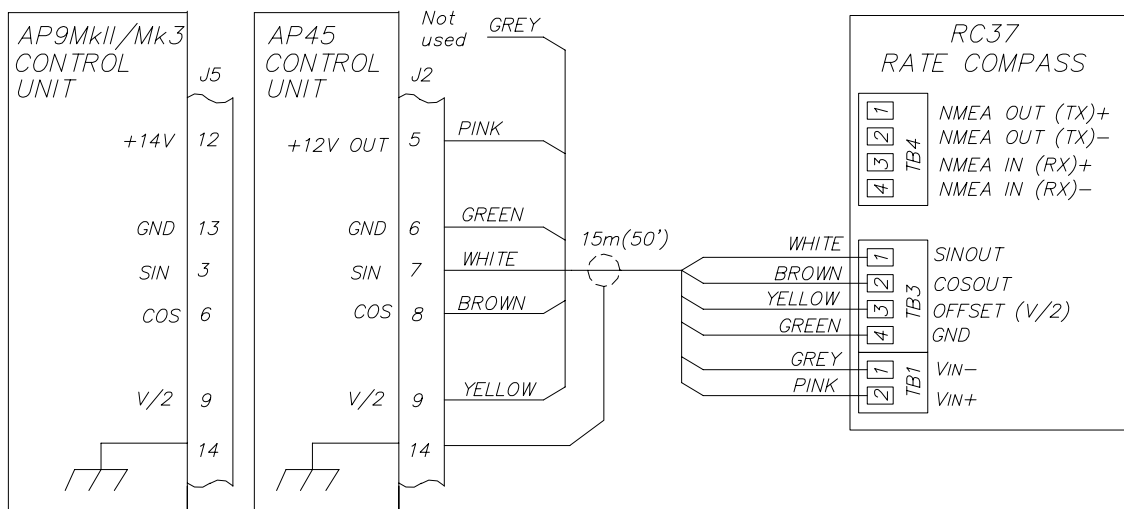 AP9MkII/Mk3
CONTROL
UNIT
J5
+14V 12
GND 13
SIN 3
COS 6
V/2 9
14
AP45
CONTROL
UNIT
J2
+12V OUT 5
GND 6
SIN 7
COS 8
V/2 9
14
Not
used
GREY
PINK
GREEN
WHITE
BROWN
YELLOW
15m(50')
WHITE
BROWN
YELLOW
GREEN
GREY
PINK
RC37
RATE COMPASS
1 NMEA OUT (TX)+
2 NMEA OUT (TX)-
3 NMEA IN (RX)+
4 NMEA IN (RX)-
TB4
1 SINOUT
2 COSOUT
3 OFFSET (V/2)
4 GND
TB3
1 VIN-
2 VIN+
TB1